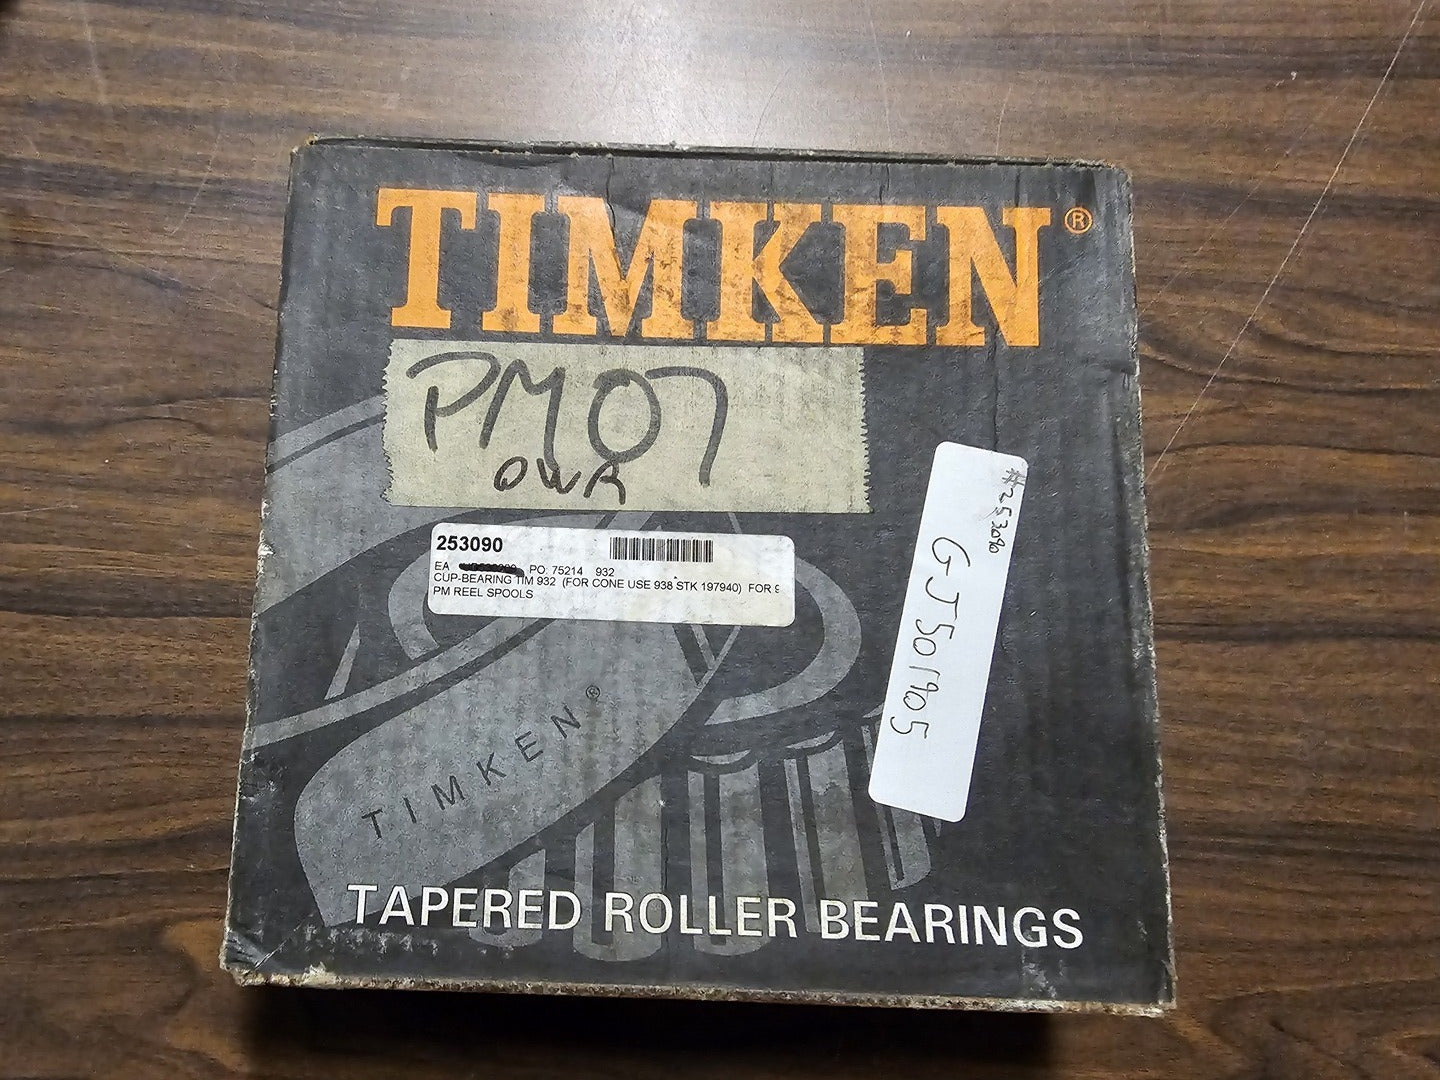 TIMKEN®
PM07
OWR
253090
EA PO: 75214 932
CUP-BEARING TIM 932 (FOR CONE USE 938 STK 197940) FOR
PM REEL SPOOLS
#253090
GJ501905
TIMKEN®
TAPERED ROLLER BEARINGS